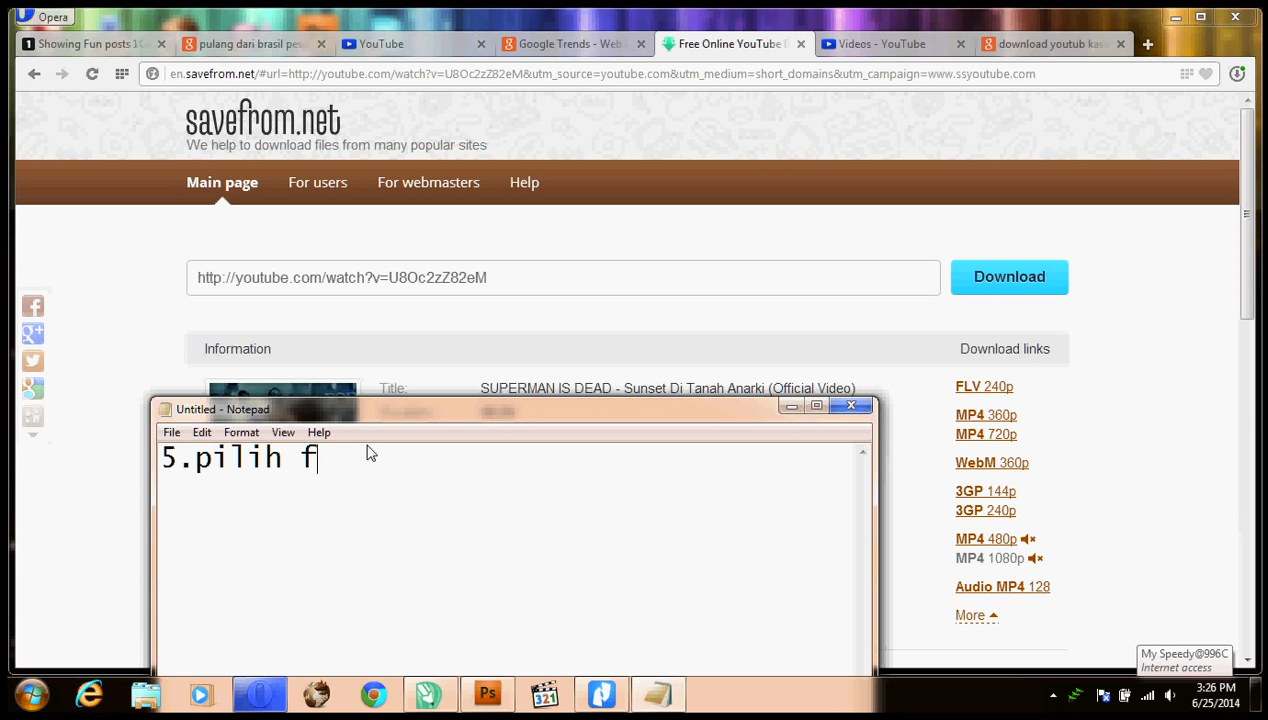 Opera
Showing Fun posts 1
pulang dari brasil pes
YouTube
Google Trends - Web
Free Online YouTube
Videos - YouTube
download youtub kas
en.savefrom.net/#url=http://youtube.com/watch?v=U8Oc2zZ82eM&utm_source=youtube.com&utm_medium=short_domains&utm_campaign=www.ssyoutube.com
savefrom.net
We help to download files from many popular sites
Main page For users For webmasters Help
http://youtube.com/watch?v=U8Oc2zZ82eM
Download
Information
Download links
Title: SUPERMAN IS DEAD - Sunset Di Tanah Anarki (Official Video)
FLV 240p
MP4 360p
MP4 720p
WebM 360p
3GP 144p
3GP 240p
MP4 480p
MP4 1080p
Audio MP4 128
More
Untitled - Notepad
File Edit Format View Help
5.pilih f
My Speedy@996C
Internet access
Ps
321
3:26 PM
6/25/2014